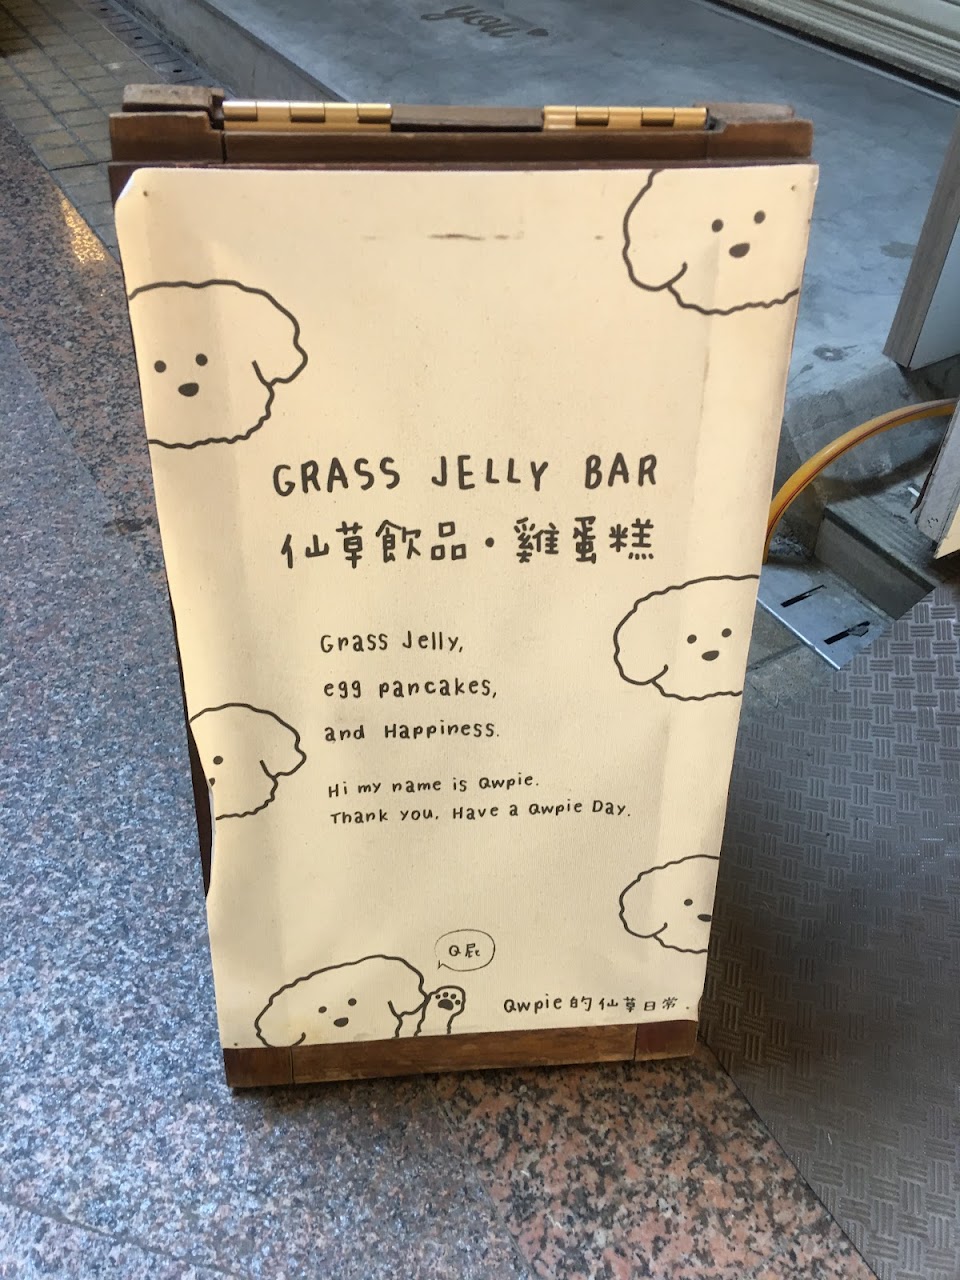 you
GRASS JELLY BAR
仙草飲品·雞蛋糕
Grass Jelly,
egg pancakes,
and Happiness.
Hi my name is Qwpie.
Thank you, Have a Qwpie Day.
Q屁
Qwpie的仙草日常.